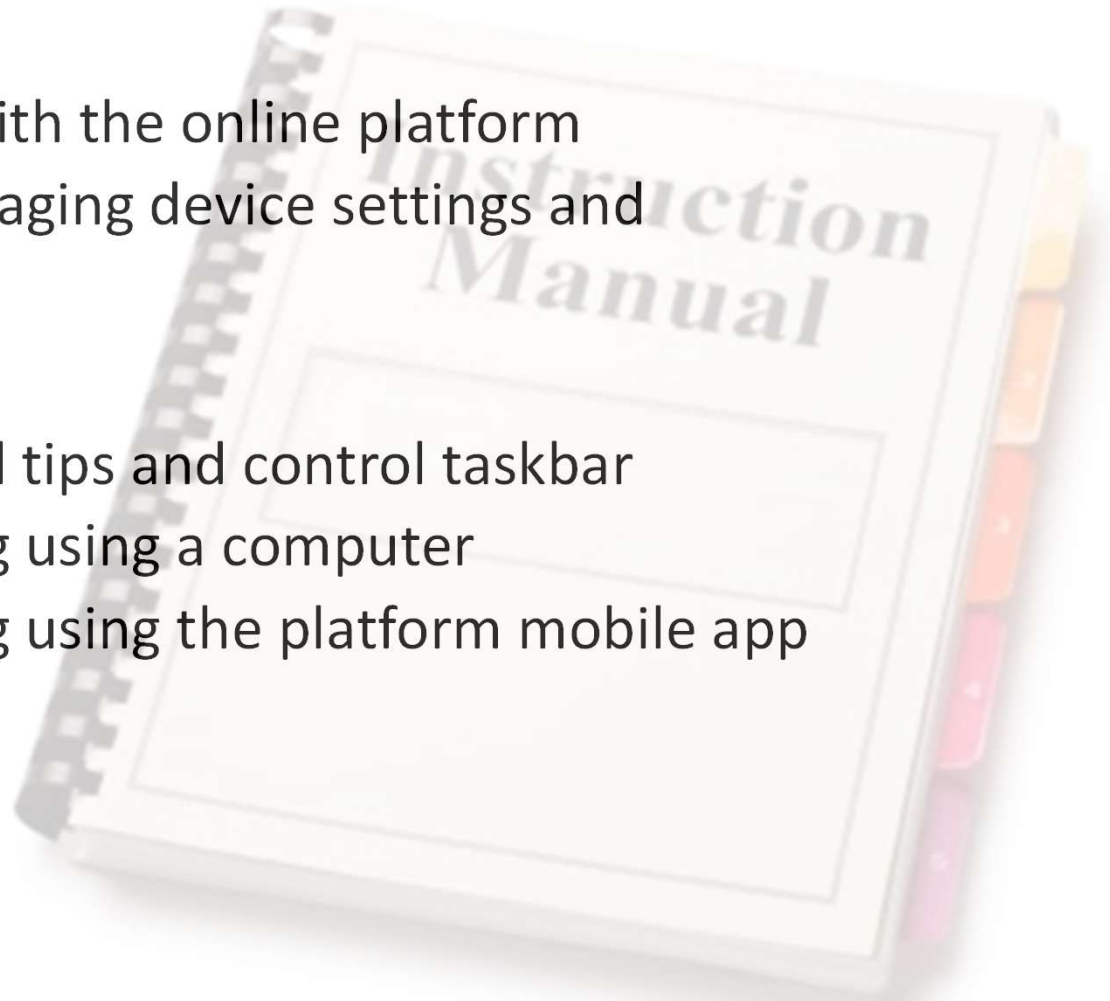 ith the online platform
aging device settings and
Instruction
Manual
l tips and control taskbar
g using a computer
g using the platform mobile app